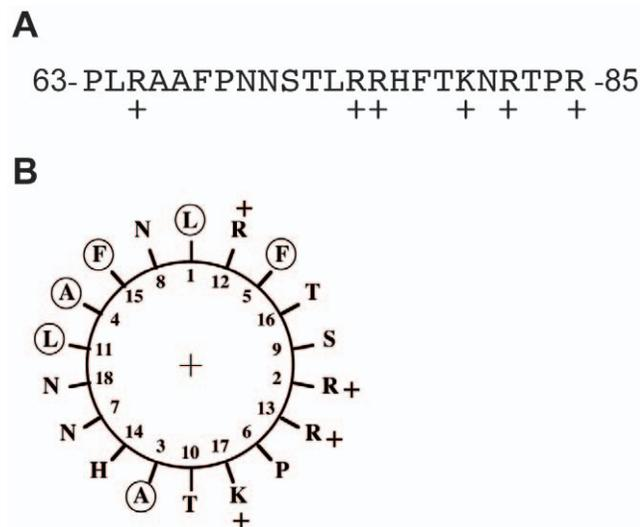 A
63- PLRAAFPNNSTLRRHFTKNRTPR -85
+ ++ + + +
B
+
N L R
F F
8 1 12
15 5
A T
4 16
L 11 9 S
N 18 2 R+
+
7 13
N R+
14 6
3 10 17
H P
A T K
+